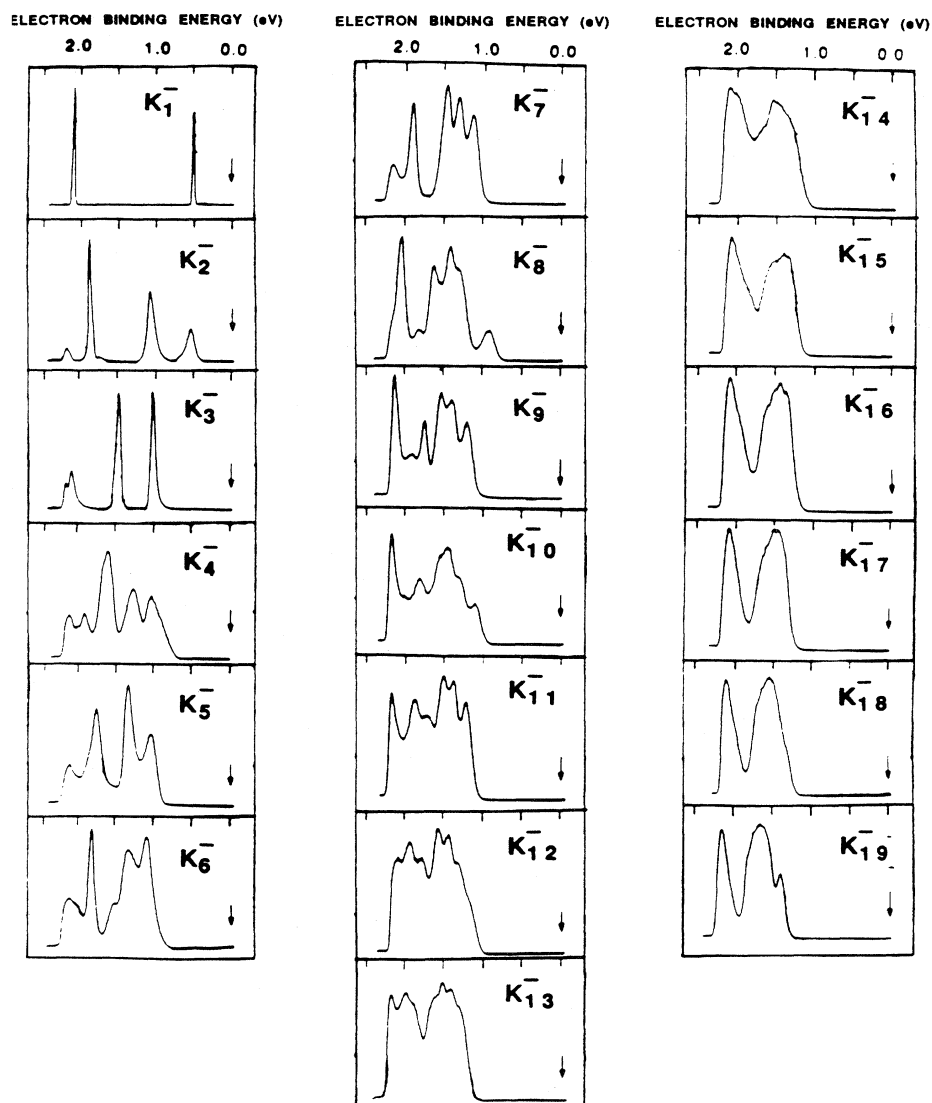 ELECTRON BINDING ENERGY (eV)
2.0 1.0 0.0
K₁⁻
K₂⁻
K₃⁻
K₄⁻
K₅⁻
K₆⁻
ELECTRON BINDING ENERGY (eV)
2.0 1.0 0.0
K₇⁻
K₈⁻
K₉⁻
K₁₀⁻
K₁₁⁻
K₁₂⁻
K₁₃⁻
ELECTRON BINDING ENERGY (eV)
2.0 1.0 0 0
K₁₄⁻
K₁₅⁻
K₁₆⁻
K₁₇⁻
K₁₈⁻
K₁₉⁻